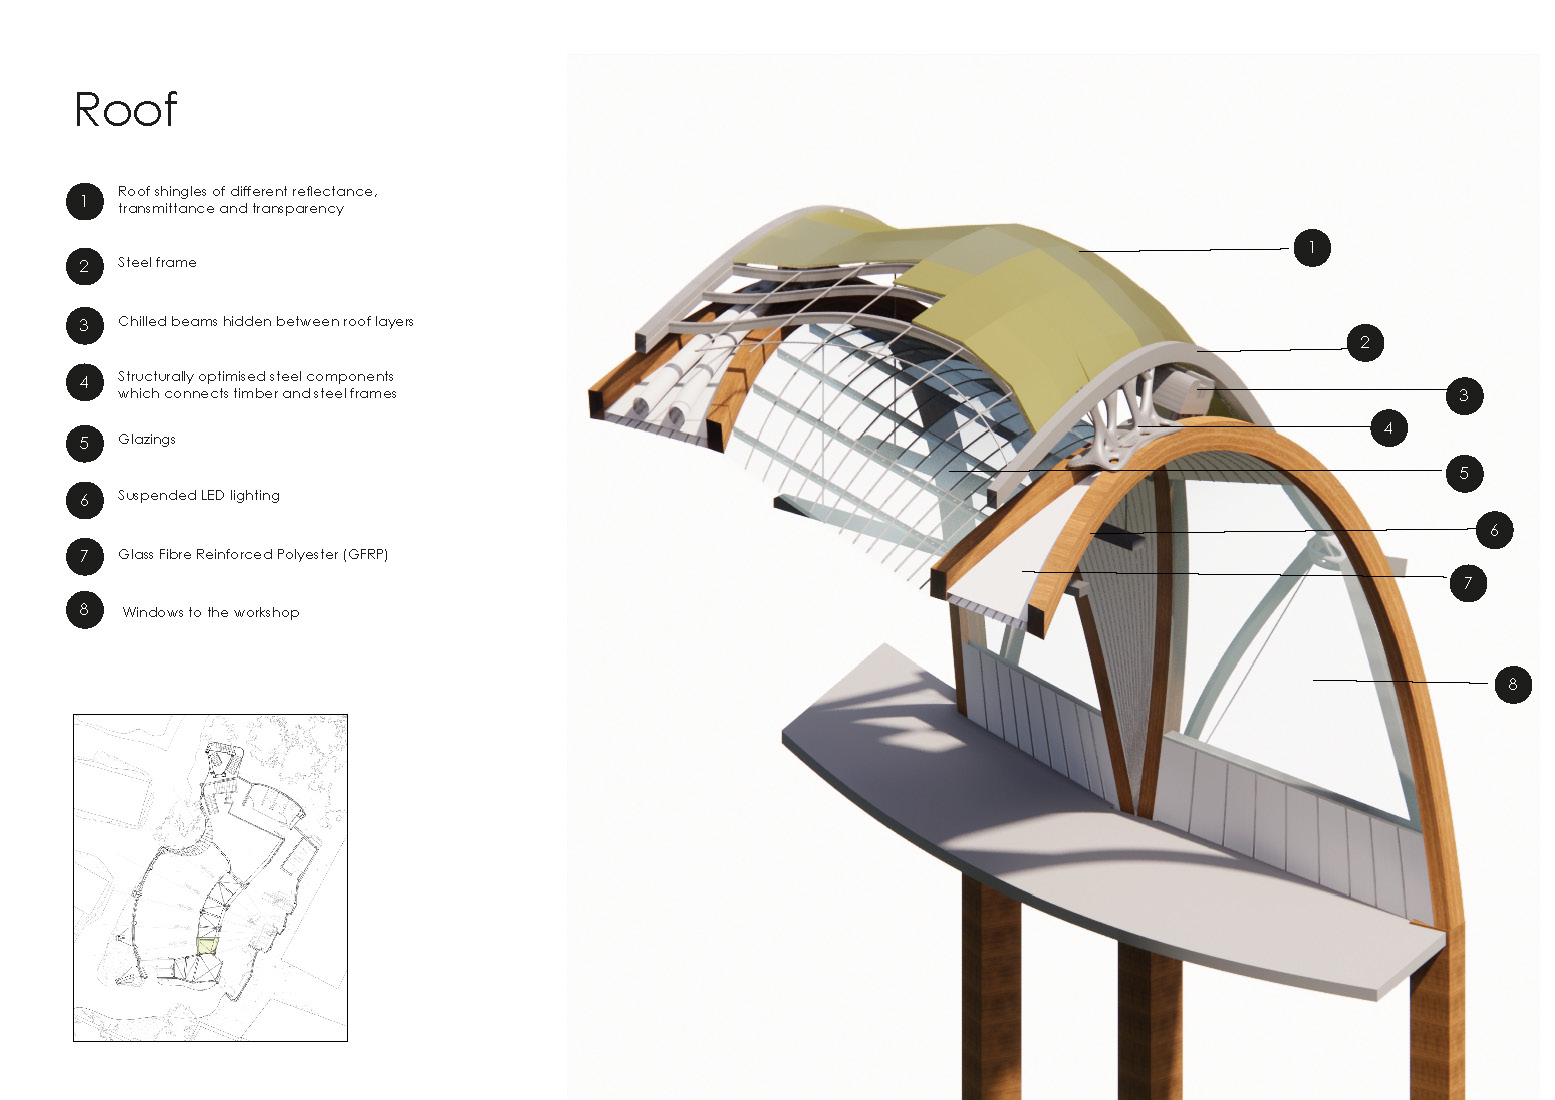 Roof
1
Roof shingles of different reflectance,
transmittance and transparency
2
Steel frame
3
Chilled beams hidden between roof layers
4
Structurally optimised steel components
which connects timber and steel frames
5
Glazings
6
Suspended LED lighting
7
Glass Fibre Reinforced Polyester (GFRP)
8
Windows to the workshop
1
2
3
4
5
6
7
8